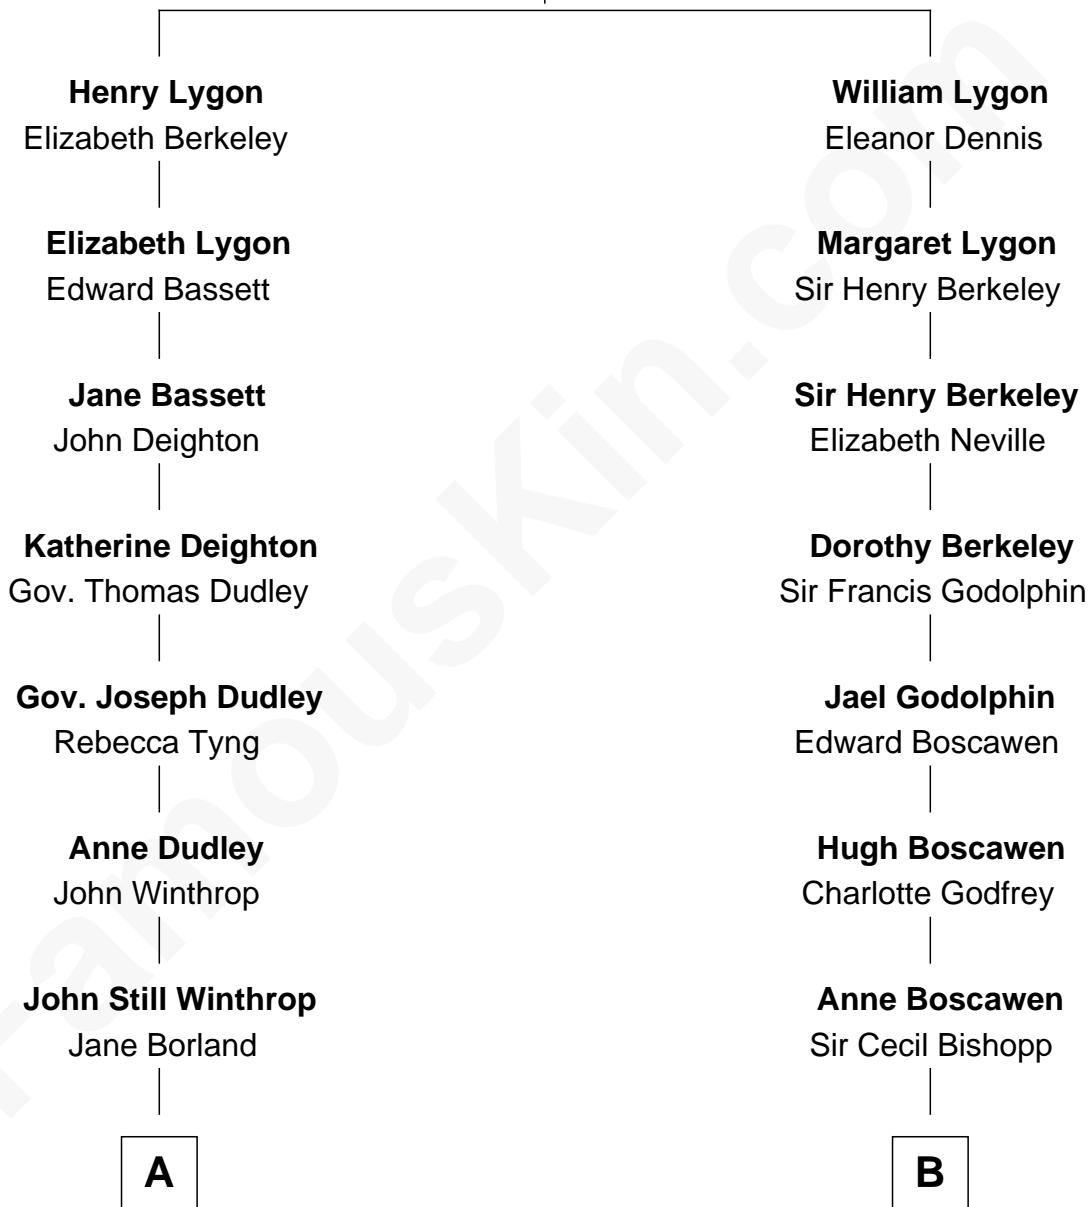 Henry Lygon
Elizabeth Berkeley
Elizabeth Lygon
Edward Bassett
Jane Bassett
John Deighton
Katherine Deighton
Gov. Thomas Dudley
Gov. Joseph Dudley
Rebecca Tyng
Anne Dudley
John Winthrop
John Still Winthrop
Jane Borland
A
William Lygon
Eleanor Dennis
Margaret Lygon
Sir Henry Berkeley
Sir Henry Berkeley
Elizabeth Neville
Dorothy Berkeley
Sir Francis Godolphin
Jael Godolphin
Edward Boscawen
Hugh Boscawen
Charlotte Godfrey
Anne Boscawen
Sir Cecil Bishopp
B
FamousKin.com